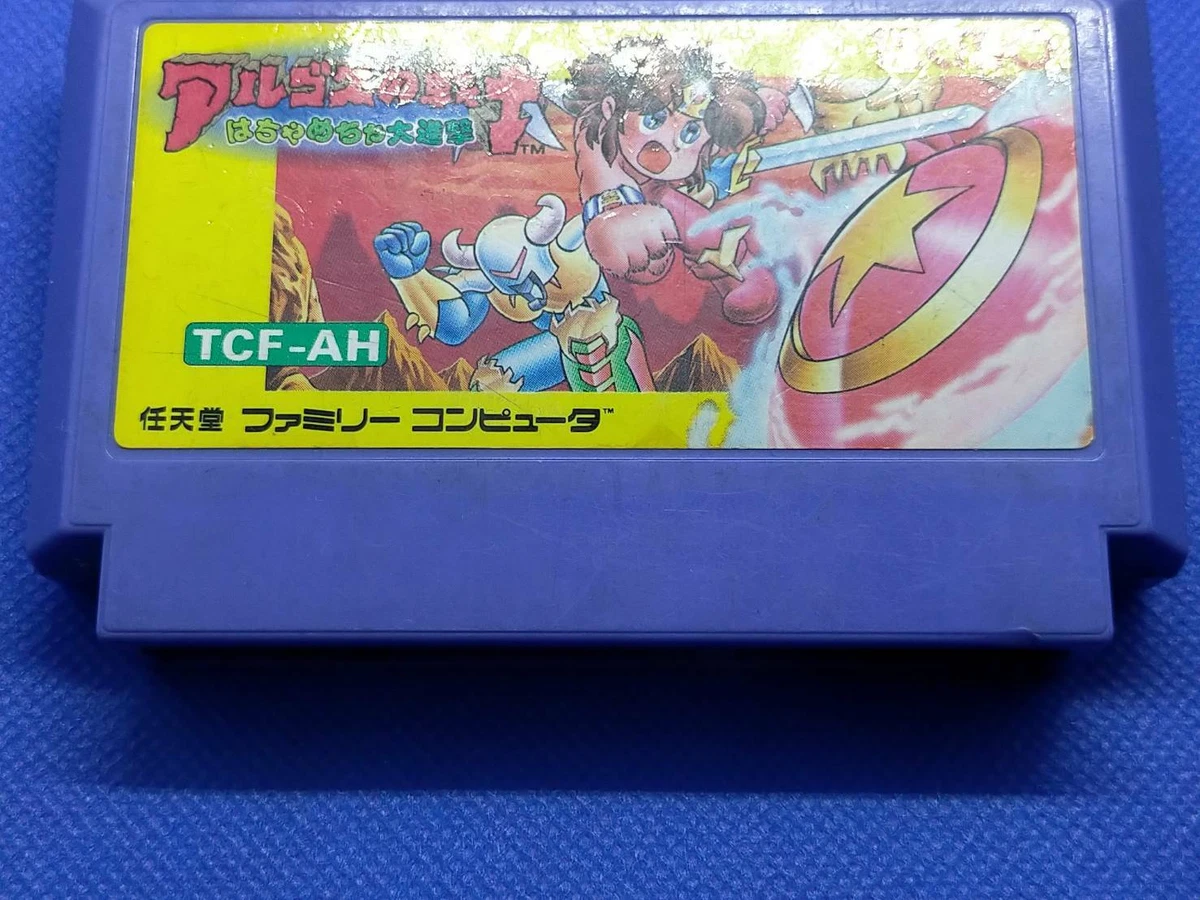 アルゴスの戦士
はちゃめちゃ大進撃
TM
TCF-AH
任天堂 ファミリー コンピュータ™